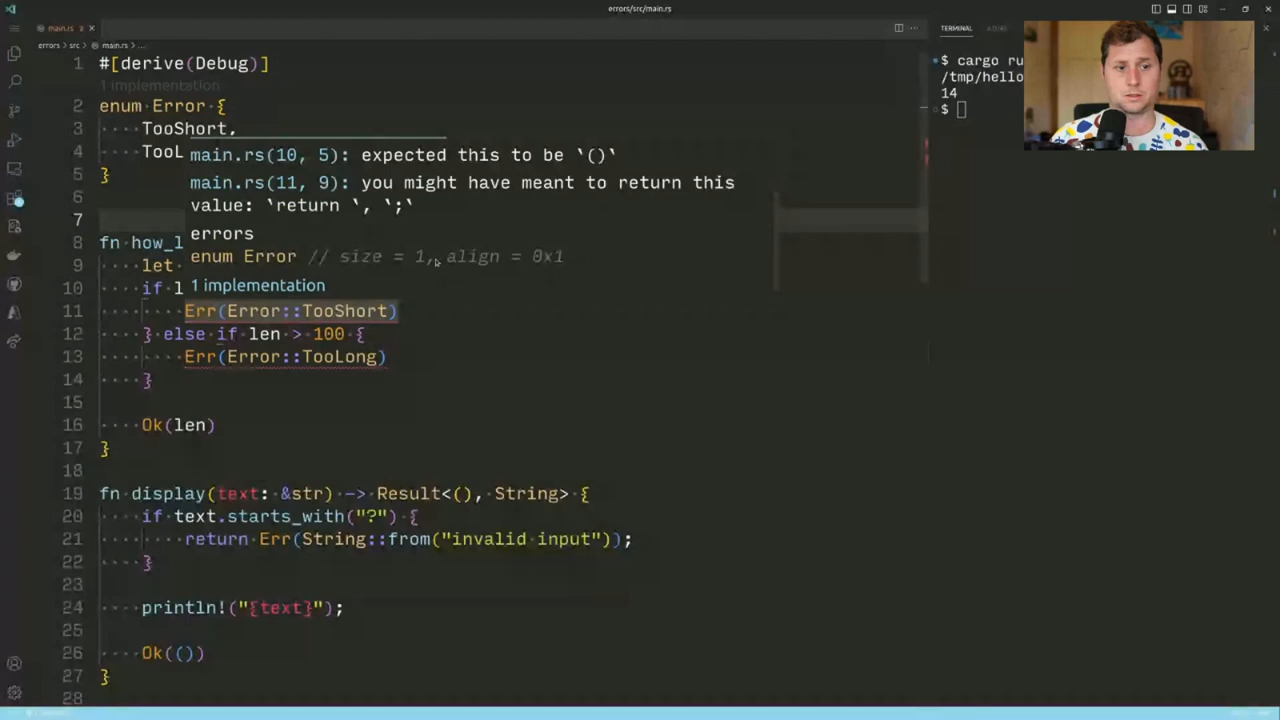 errors/src/main.rs
main.rs 3
errors > src > main.rs ...
TERMINAL
1 #[derive(Debug)]
1 implementation
2 enum Error {
3 TooShort,
4 TooL
5 }
6
7
8 fn how_l
9 let
10 if l
main.rs(10, 5): expected this to be `()`
main.rs(11, 9): you might have meant to return this
value: `return `, `;`
errors
enum Error // size = 1, align = 0x1
1 implementation
11 Err(Error::TooShort)
12 } else if len > 100 {
13 Err(Error::TooLong)
14 }
15
16 Ok(len)
17 }
18
19 fn display(text: &str) -> Result<(), String> {
20 if text.starts_with("?") {
21 return Err(String::from("invalid input"));
22 }
23
24 println!("{text}");
25
26 Ok(())
27 }
28
$ cargo ru
/tmp/hello
14
$